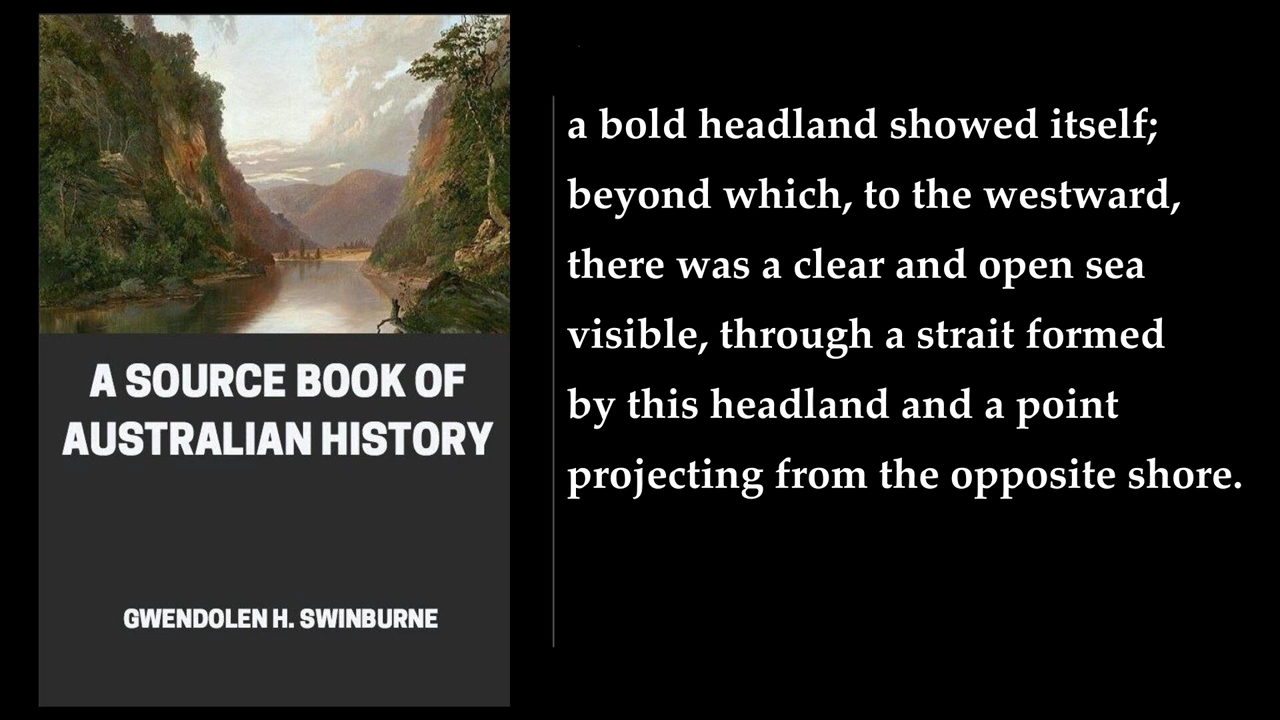 A SOURCE BOOK OF
AUSTRALIAN HISTORY
GWENDOLEN H. SWINBURNE
a bold headland showed itself;
beyond which, to the westward,
there was a clear and open sea
visible, through a strait formed
by this headland and a point
projecting from the opposite shore.